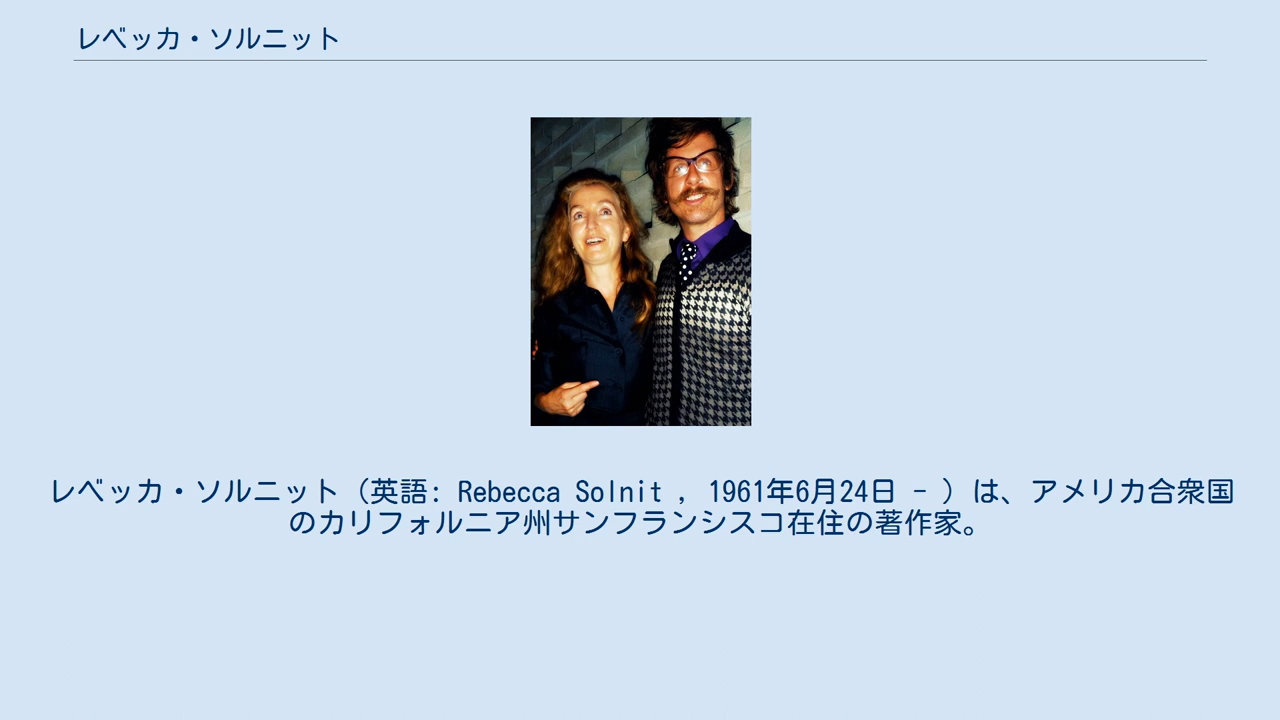 レベッカ・ソルニット
レベッカ・ソルニット（英語: Rebecca Solnit , 1961年6月24日 - ）は、アメリカ合衆国
のカリフォルニア州サンフランシスコ在住の著作家。